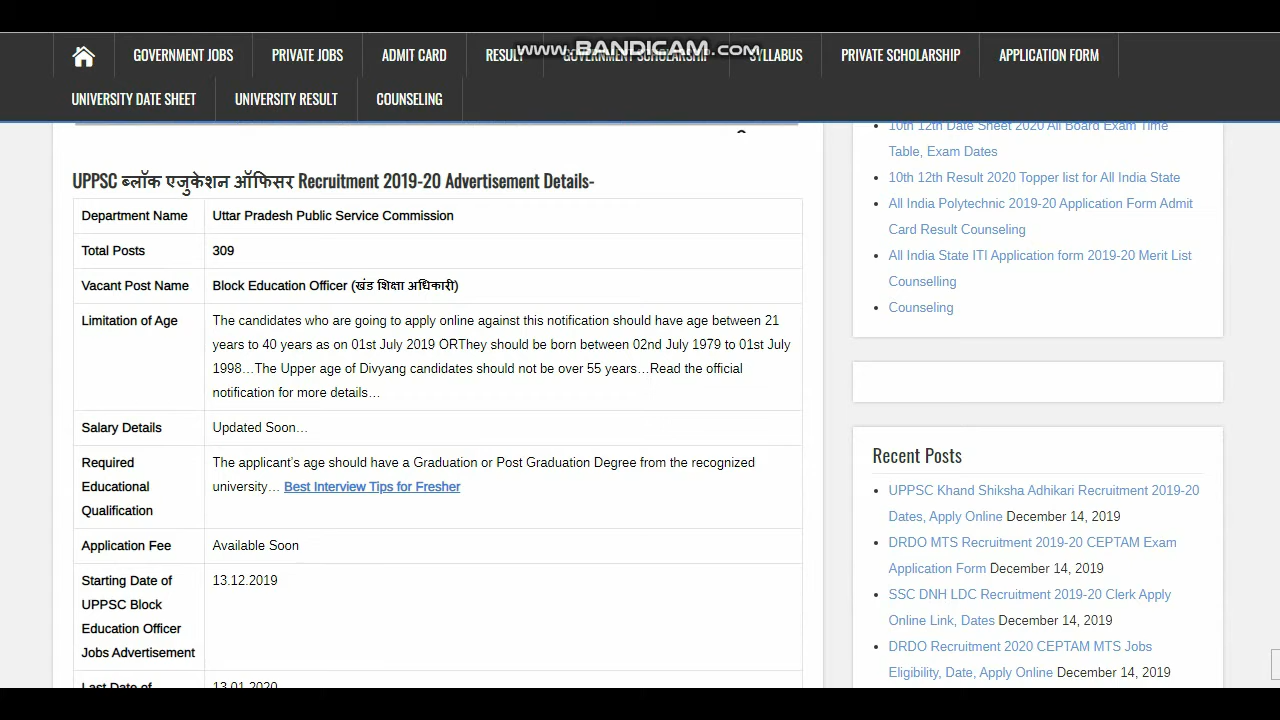 GOVERNMENT JOBS PRIVATE JOBS ADMIT CARD RESULT GOVERNMENT SCHOLARSHIP SYLLABUS PRIVATE SCHOLARSHIP APPLICATION FORM
www.BANDICAM.com
UNIVERSITY DATE SHEET UNIVERSITY RESULT COUNSELING
UPPSC ब्लॉक एजुकेशन ऑफिसर Recruitment 2019-20 Advertisement Details-
Department Name Uttar Pradesh Public Service Commission
Total Posts 309
Vacant Post Name Block Education Officer (खंड शिक्षा अधिकारी)
Limitation of Age The candidates who are going to apply online against this notification should have age between 21
years to 40 years as on 01st July 2019 ORThey should be born between 02nd July 1979 to 01st July
1998…The Upper age of Divyang candidates should not be over 55 years…Read the official
notification for more details…
Salary Details Updated Soon…
Required The applicant's age should have a Graduation or Post Graduation Degree from the recognized
Educational university… Best Interview Tips for Fresher
Qualification
Application Fee Available Soon
Starting Date of 13.12.2019
UPPSC Block
Education Officer
Jobs Advertisement
Last Date of 13.01.2020
10th 12th Date Sheet 2020 All Board Exam Time
Table, Exam Dates
10th 12th Result 2020 Topper list for All India State
All India Polytechnic 2019-20 Application Form Admit
Card Result Counseling
All India State ITI Application form 2019-20 Merit List
Counselling
Counseling
Recent Posts
UPPSC Khand Shiksha Adhikari Recruitment 2019-20
Dates, Apply Online December 14, 2019
DRDO MTS Recruitment 2019-20 CEPTAM Exam
Application Form December 14, 2019
SSC DNH LDC Recruitment 2019-20 Clerk Apply
Online Link, Dates December 14, 2019
DRDO Recruitment 2020 CEPTAM MTS Jobs
Eligibility, Date, Apply Online December 14, 2019